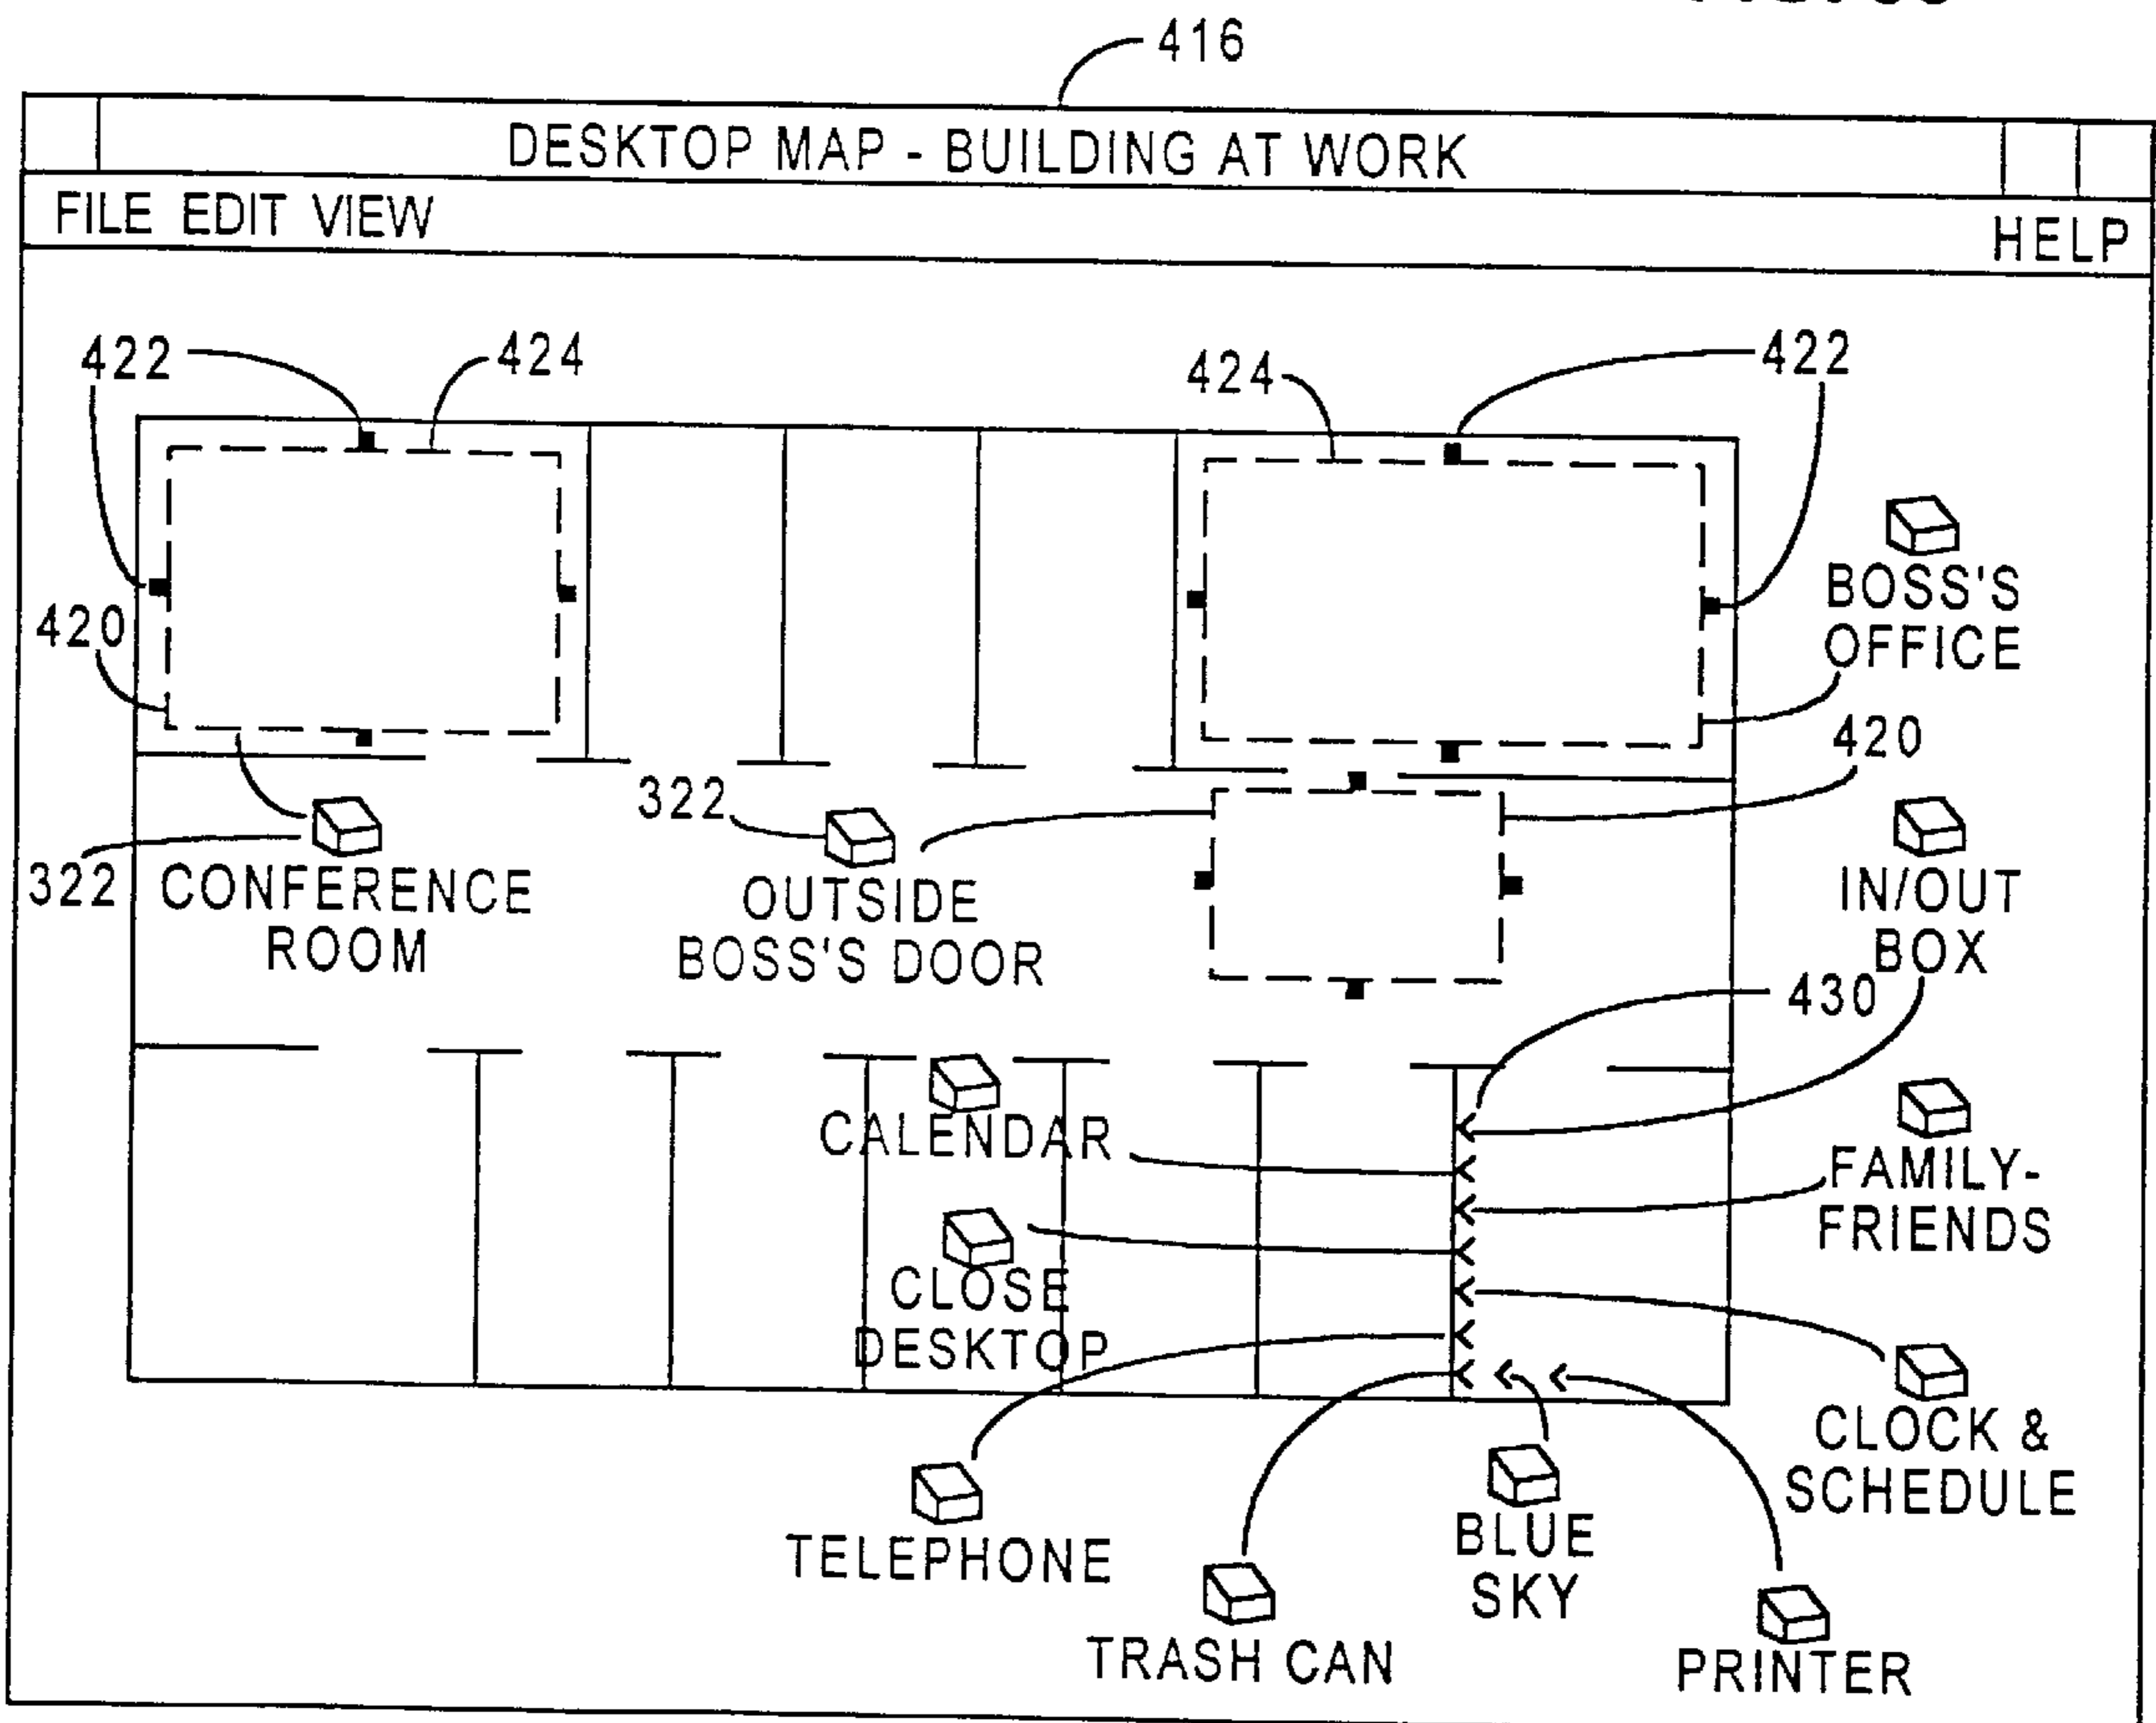 416
DESKTOP MAP - BUILDING AT WORK
FILE EDIT VIEW HELP
422 424 424 422
BOSS'S
OFFICE
420
420
322
322
CONFERENCE
ROOM
OUTSIDE
BOSS'S DOOR
IN/OUT
BOX
430
CALENDAR
FAMILY-
FRIENDS
CLOSE
DESKTOP
CLOCK &
SCHEDULE
TELEPHONE
BLUE
SKY
TRASH CAN
PRINTER